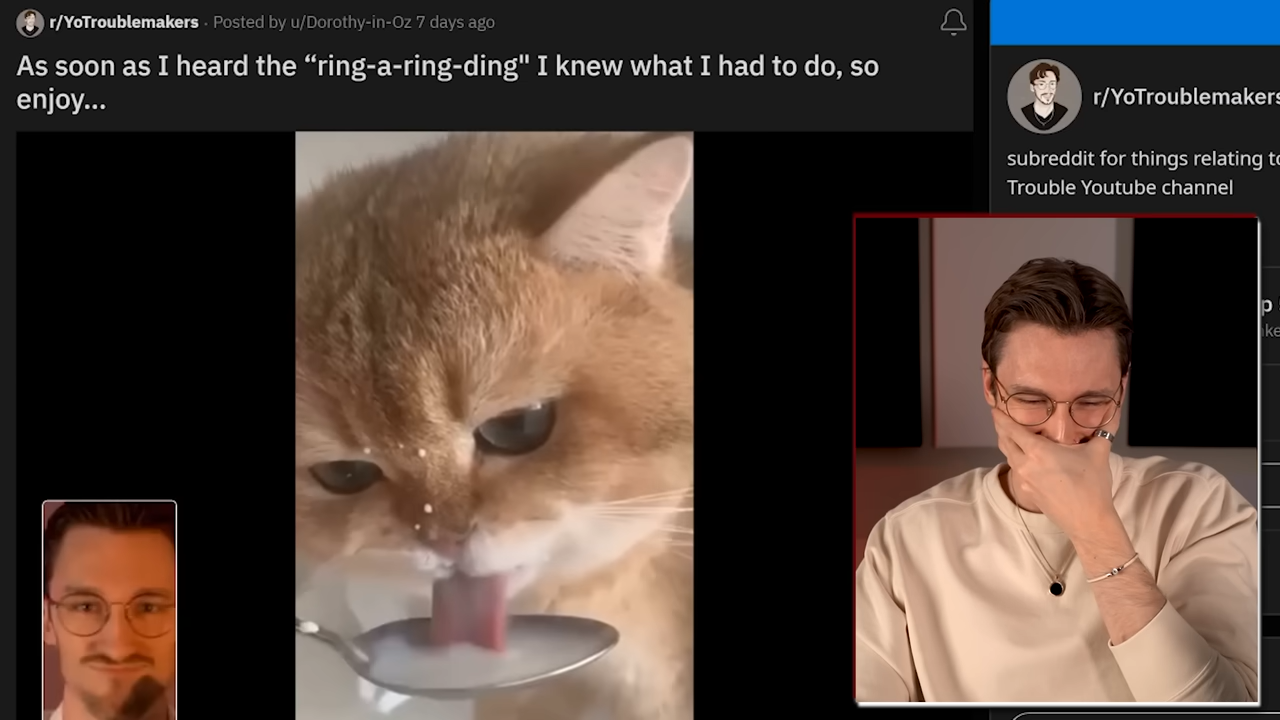 r/YoTroublemakers · Posted by u/Dorothy-in-Oz 7 days ago
As soon as I heard the “ring-a-ring-ding" I knew what I had to do, so
enjoy...
r/YoTroublemakers
subreddit for things relating to
Trouble Youtube channel